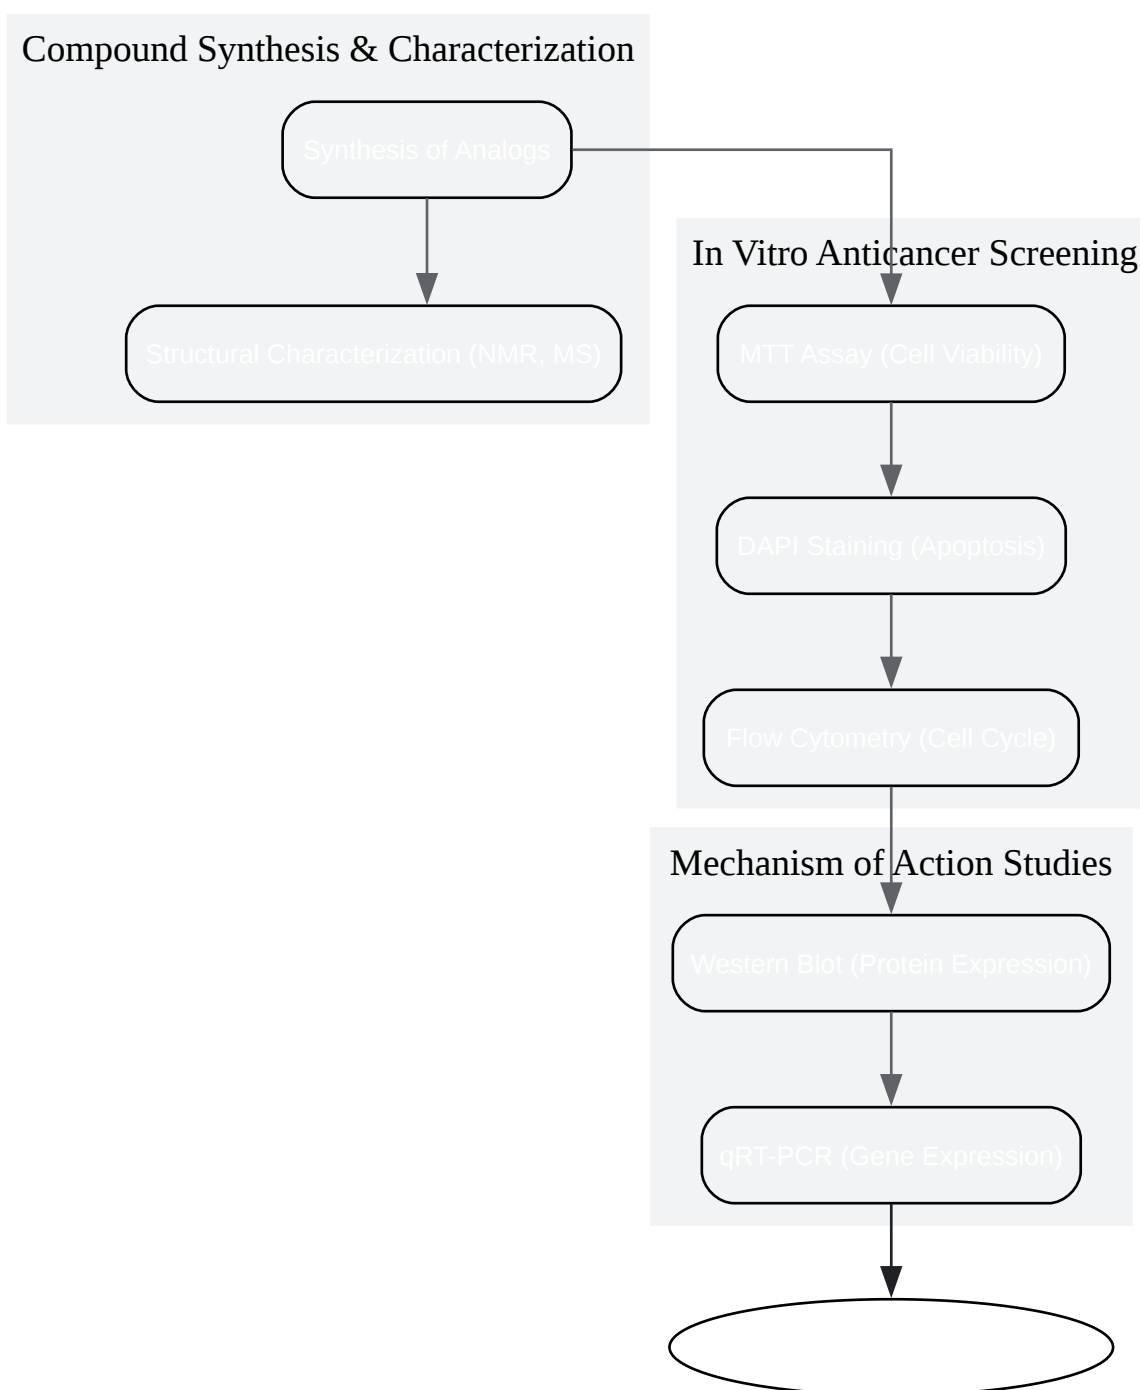 Compound Synthesis & Characterization
Synthesis of Analogs
Structural Characterization (NMR, MS)
In Vitro Anticancer Screening
MTT Assay (Cell Viability)
DAPI Staining (Apoptosis)
Flow Cytometry (Cell Cycle)
Mechanism of Action Studies
Western Blot (Protein Expression)
qRT-PCR (Gene Expression)